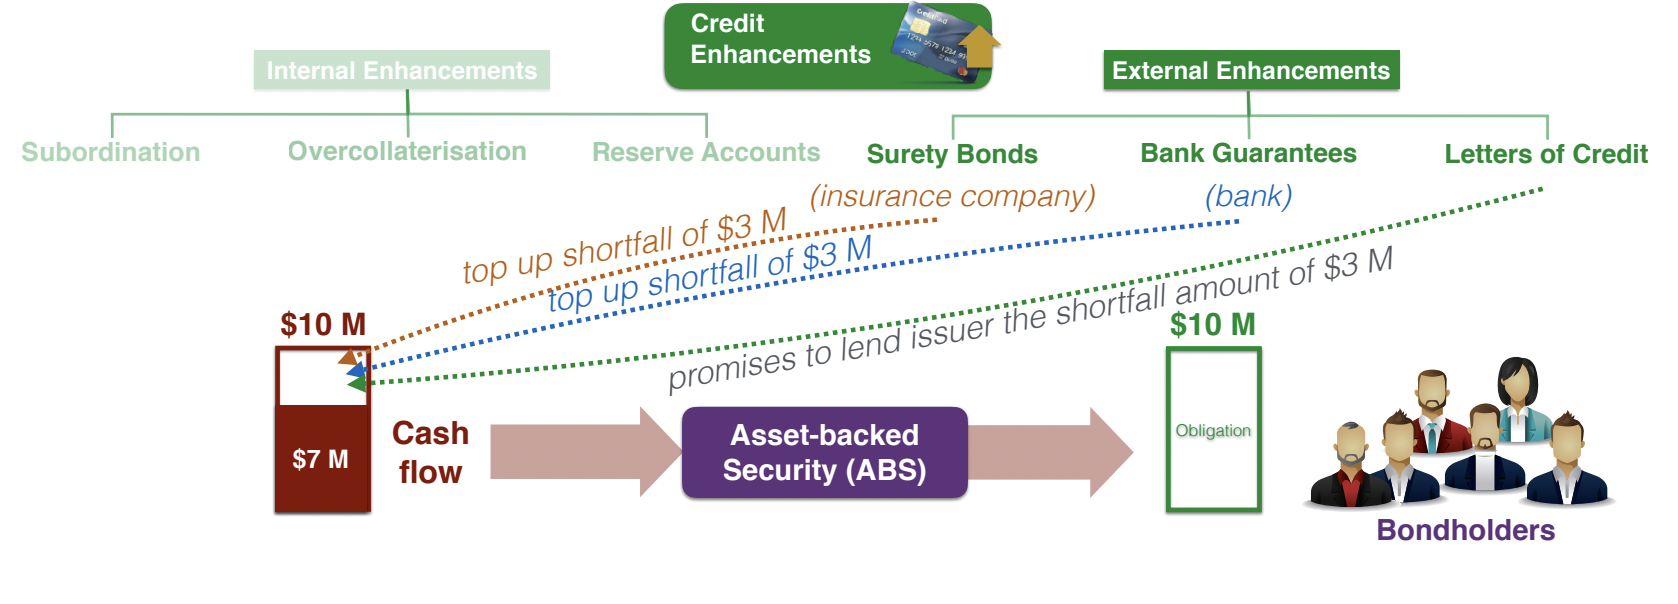 Credit
Enhancements
Internal Enhancements
External Enhancements
Subordination
Overcollaterisation
Reserve Accounts
Surety Bonds
Bank Guarantees
Letters of Credit
(insurance company)
(bank)
top up shortfall of $3 M
top up shortfall of $3 M
promises to lend issuer the shortfall amount of $3 M
$10 M
$10 M
$7 M
Cash
flow
Asset-backed
Security (ABS)
Obligation
Bondholders